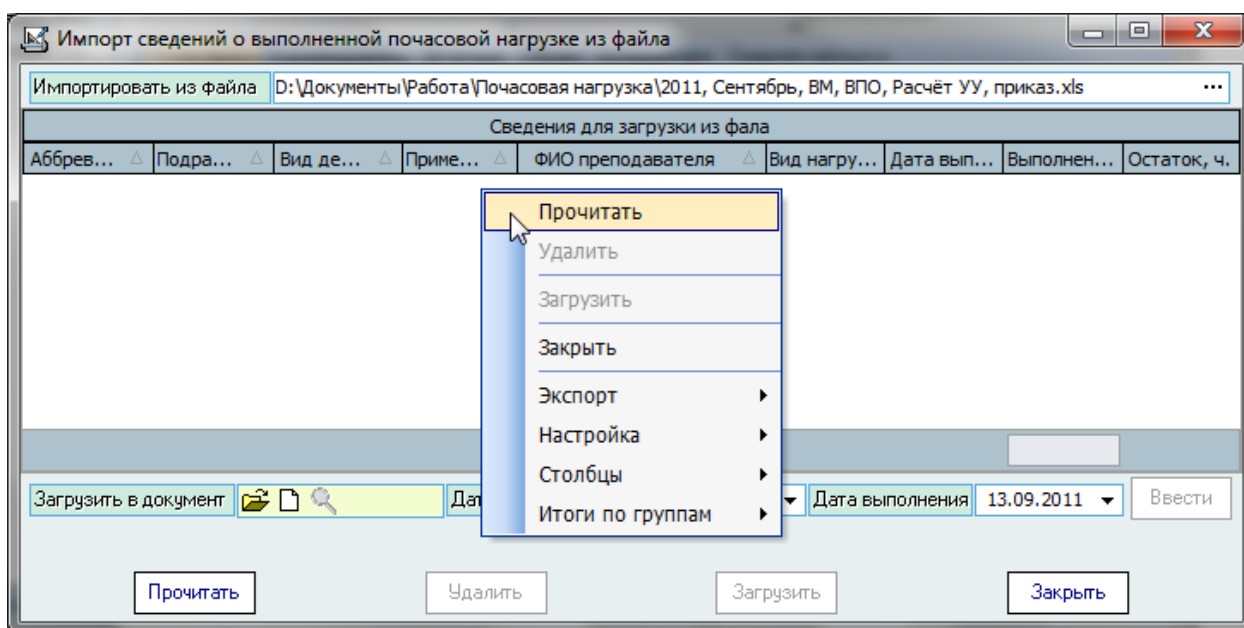 Импорт сведений о выполненной почасовой нагрузке из файла
Импортировать из файла D:\Документы\Работа\Почасовая нагрузка\2011, Сентябрь, ВМ, ВПО, Расчёт УУ, приказ.xls ...
Сведения для загрузки из фала
Аббрев... Подра... Вид де... Приме... ФИО преподавателя Вид нагру... Дата вып... Выполнен... Остаток, ч.
Прочитать
Удалить
Загрузить
Закрыть
Экспорт
Настройка
Столбцы
Итоги по группам
Загрузить в документ Дат Дата выполнения 13.09.2011 Ввести
Прочитать Удалить Загрузить Закрыть